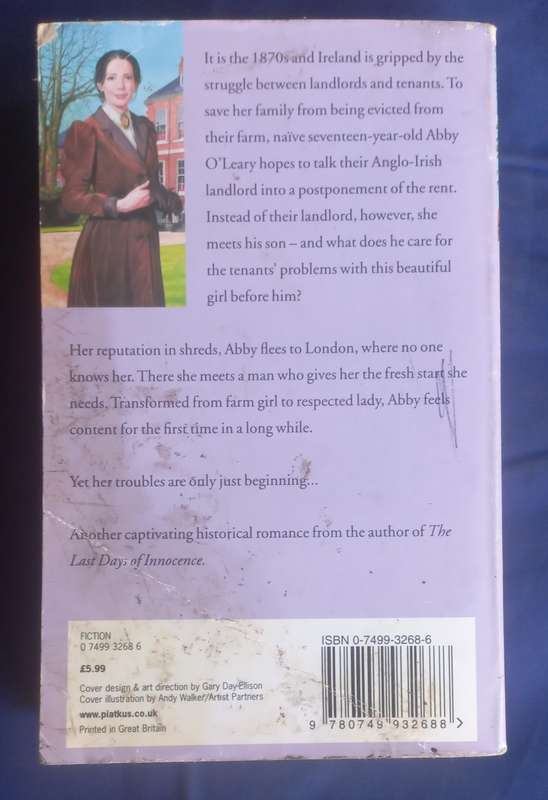 It is the 1870s and Ireland is gripped by the
struggle between landlords and tenants. To
save her family from being evicted from
their farm, naïve seventeen-year-old Abby
O'Leary hopes to talk their Anglo-Irish
landlord into a postponement of the rent.
Instead of their landlord, however, she
meets his son – and what does he care for
the tenants' problems with this beautiful
girl before him?
Her reputation in shreds, Abby flees to London, where no one
knows her. There she meets a man who gives her the fresh start she
needs. Transformed from farm girl to respected lady, Abby feels
content for the first time in a long while.
Yet her troubles are only just beginning...
Another captivating historical romance from the author of The
Last Days of Innocence.
FICTION
0 7499 3268 6
£5.99
Cover design & art direction by Gary Day-Ellison
Cover illustration by Andy Walker/Artist Partners
www.piatkus.co.uk
Printed in Great Britain
ISBN 0-7499-3268-6
9 780749 932688 >